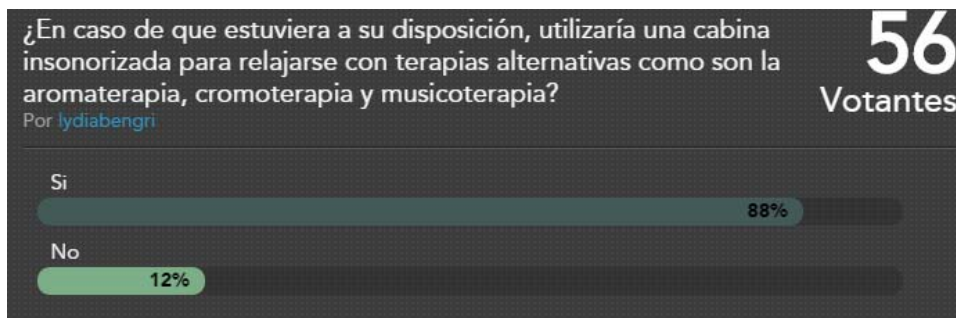 ¿En caso de que estuviera a su disposición, utilizaría una cabina
insonorizada para relajarse con terapias alternativas como son la
aromaterapia, cromoterapia y musicoterapia?
Por lydiabengri
56
Votantes
Si
88%
No
12%